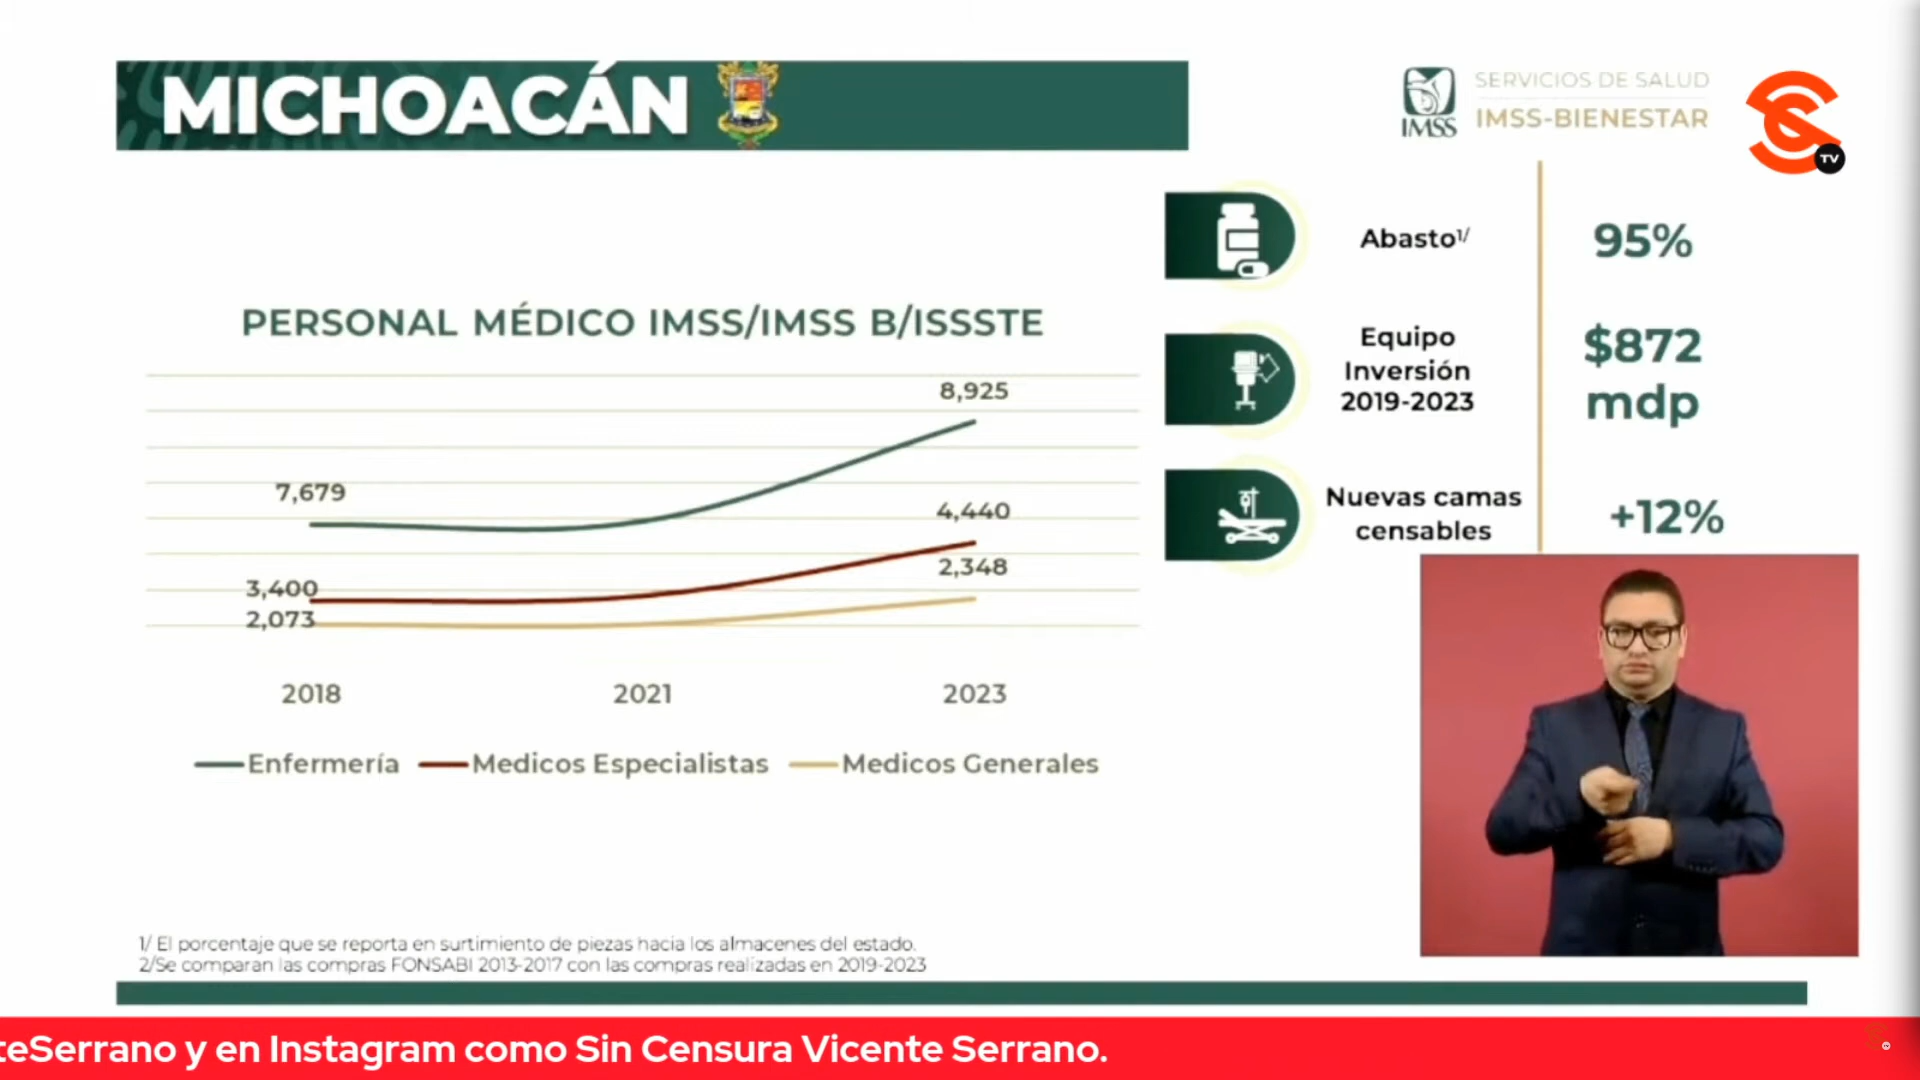 MICHOACÁN
IMSS
SERVICIOS DE SALUD
IMSS-BIENESTAR
TV
Abasto1/
95%
Equipo
Inversión
2019-2023
$872
mdp
Nuevas camas
censables
+12%
PERSONAL MÉDICO IMSS/IMSS B/ISSSTE
8,925
7,679
4,440
2,348
3,400
2,073
2018 2021 2023
Enfermería Medicos Especialistas Medicos Generales
1/ El porcentaje que se reporta en surtimiento de piezas hacia los almacenes del estado.
2/Se comparan las compras FONSABI 2013-2017 con las compras realizadas en 2019-2023
teSerrano y en Instagram como Sin Censura Vicente Serrano.